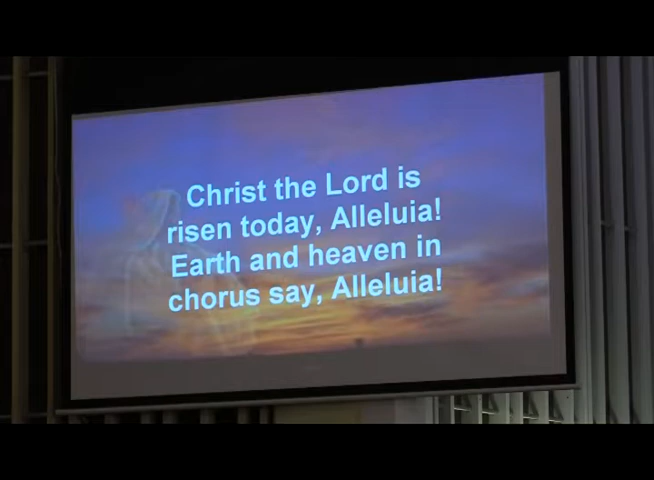 Christ the Lord is
risen today, Alleluia!
Earth and heaven in
chorus say, Alleluia!